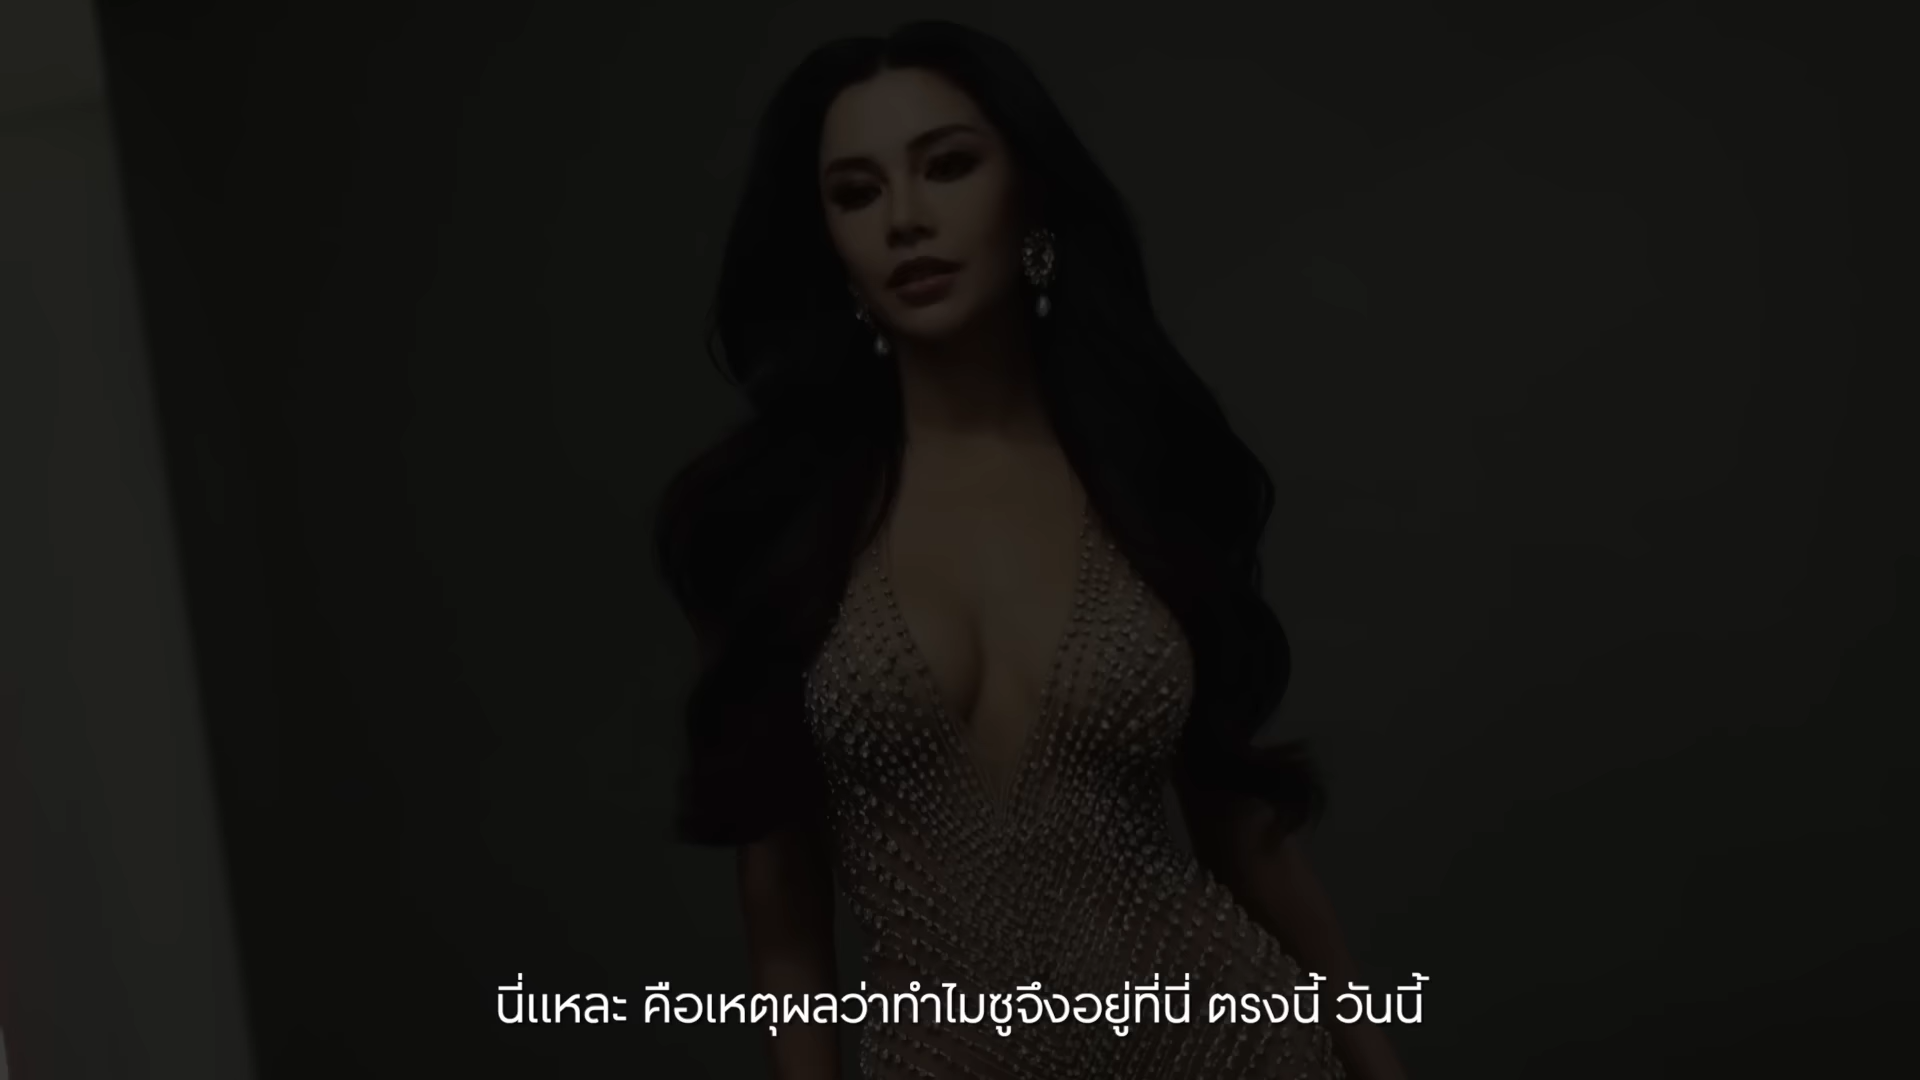 นี่แหละ คือเหตุผลว่าทำไมซูจึงอยู่ที่นี่ ตรงนี้ วันนี้